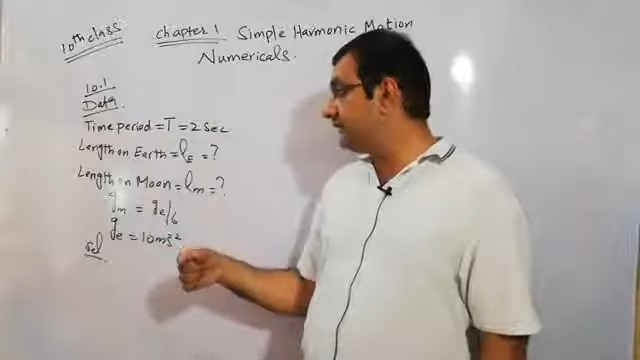 10th class
chapter 1 Simple Harmonic Motion
Numericals.
10.1
Data.
Time period = T = 2 sec
Length on Earth = lE = ?
Length on Moon = lm = ?
gm = ge/6
ge = 10ms⁻²
sol